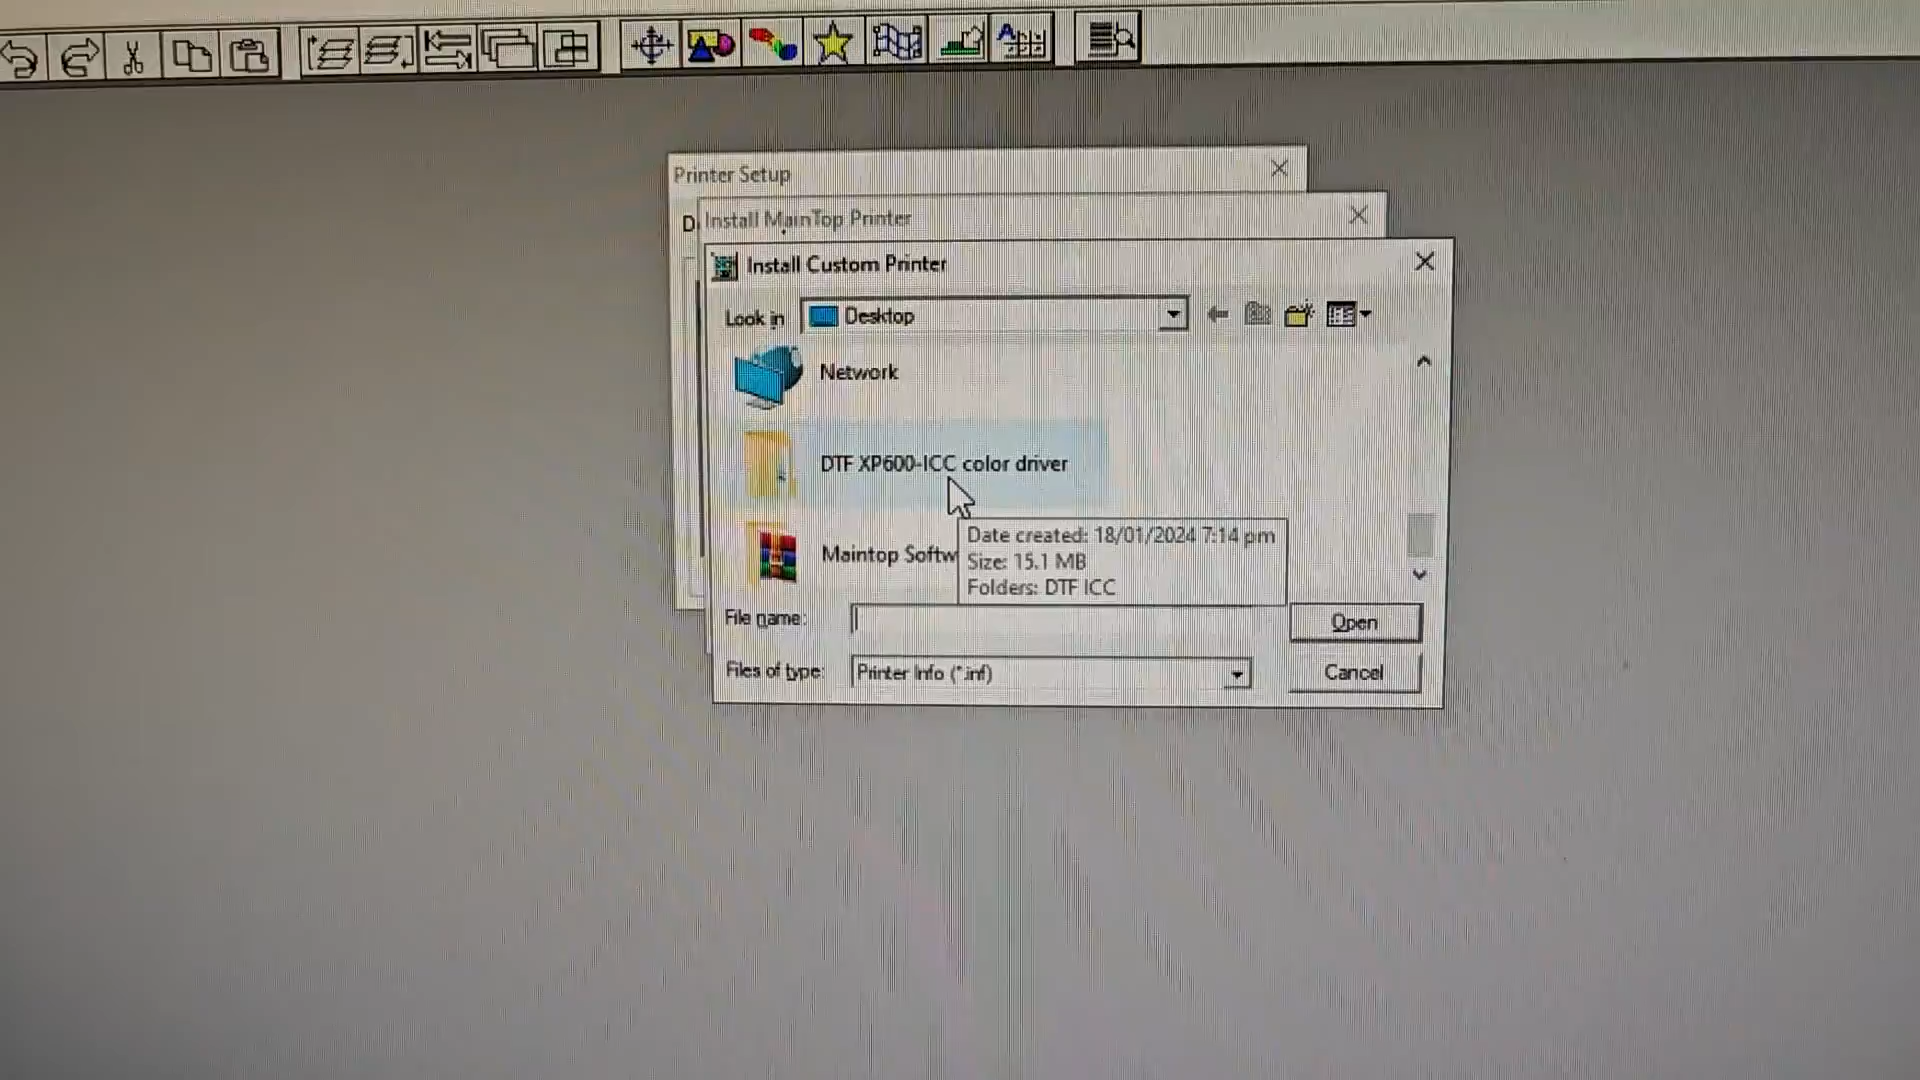 Printer Setup
D
Install MainTop Printer
Install Custom Printer
Look in
Desktop
Network
DTF XP600-ICC color driver
Date created: 18/01/2024 7:14 pm
Maintop Softw
Size: 15.1 MB
Folders: DTF ICC
File name:
Open
Files of type:
Printer Info (*.inf)
Cancel